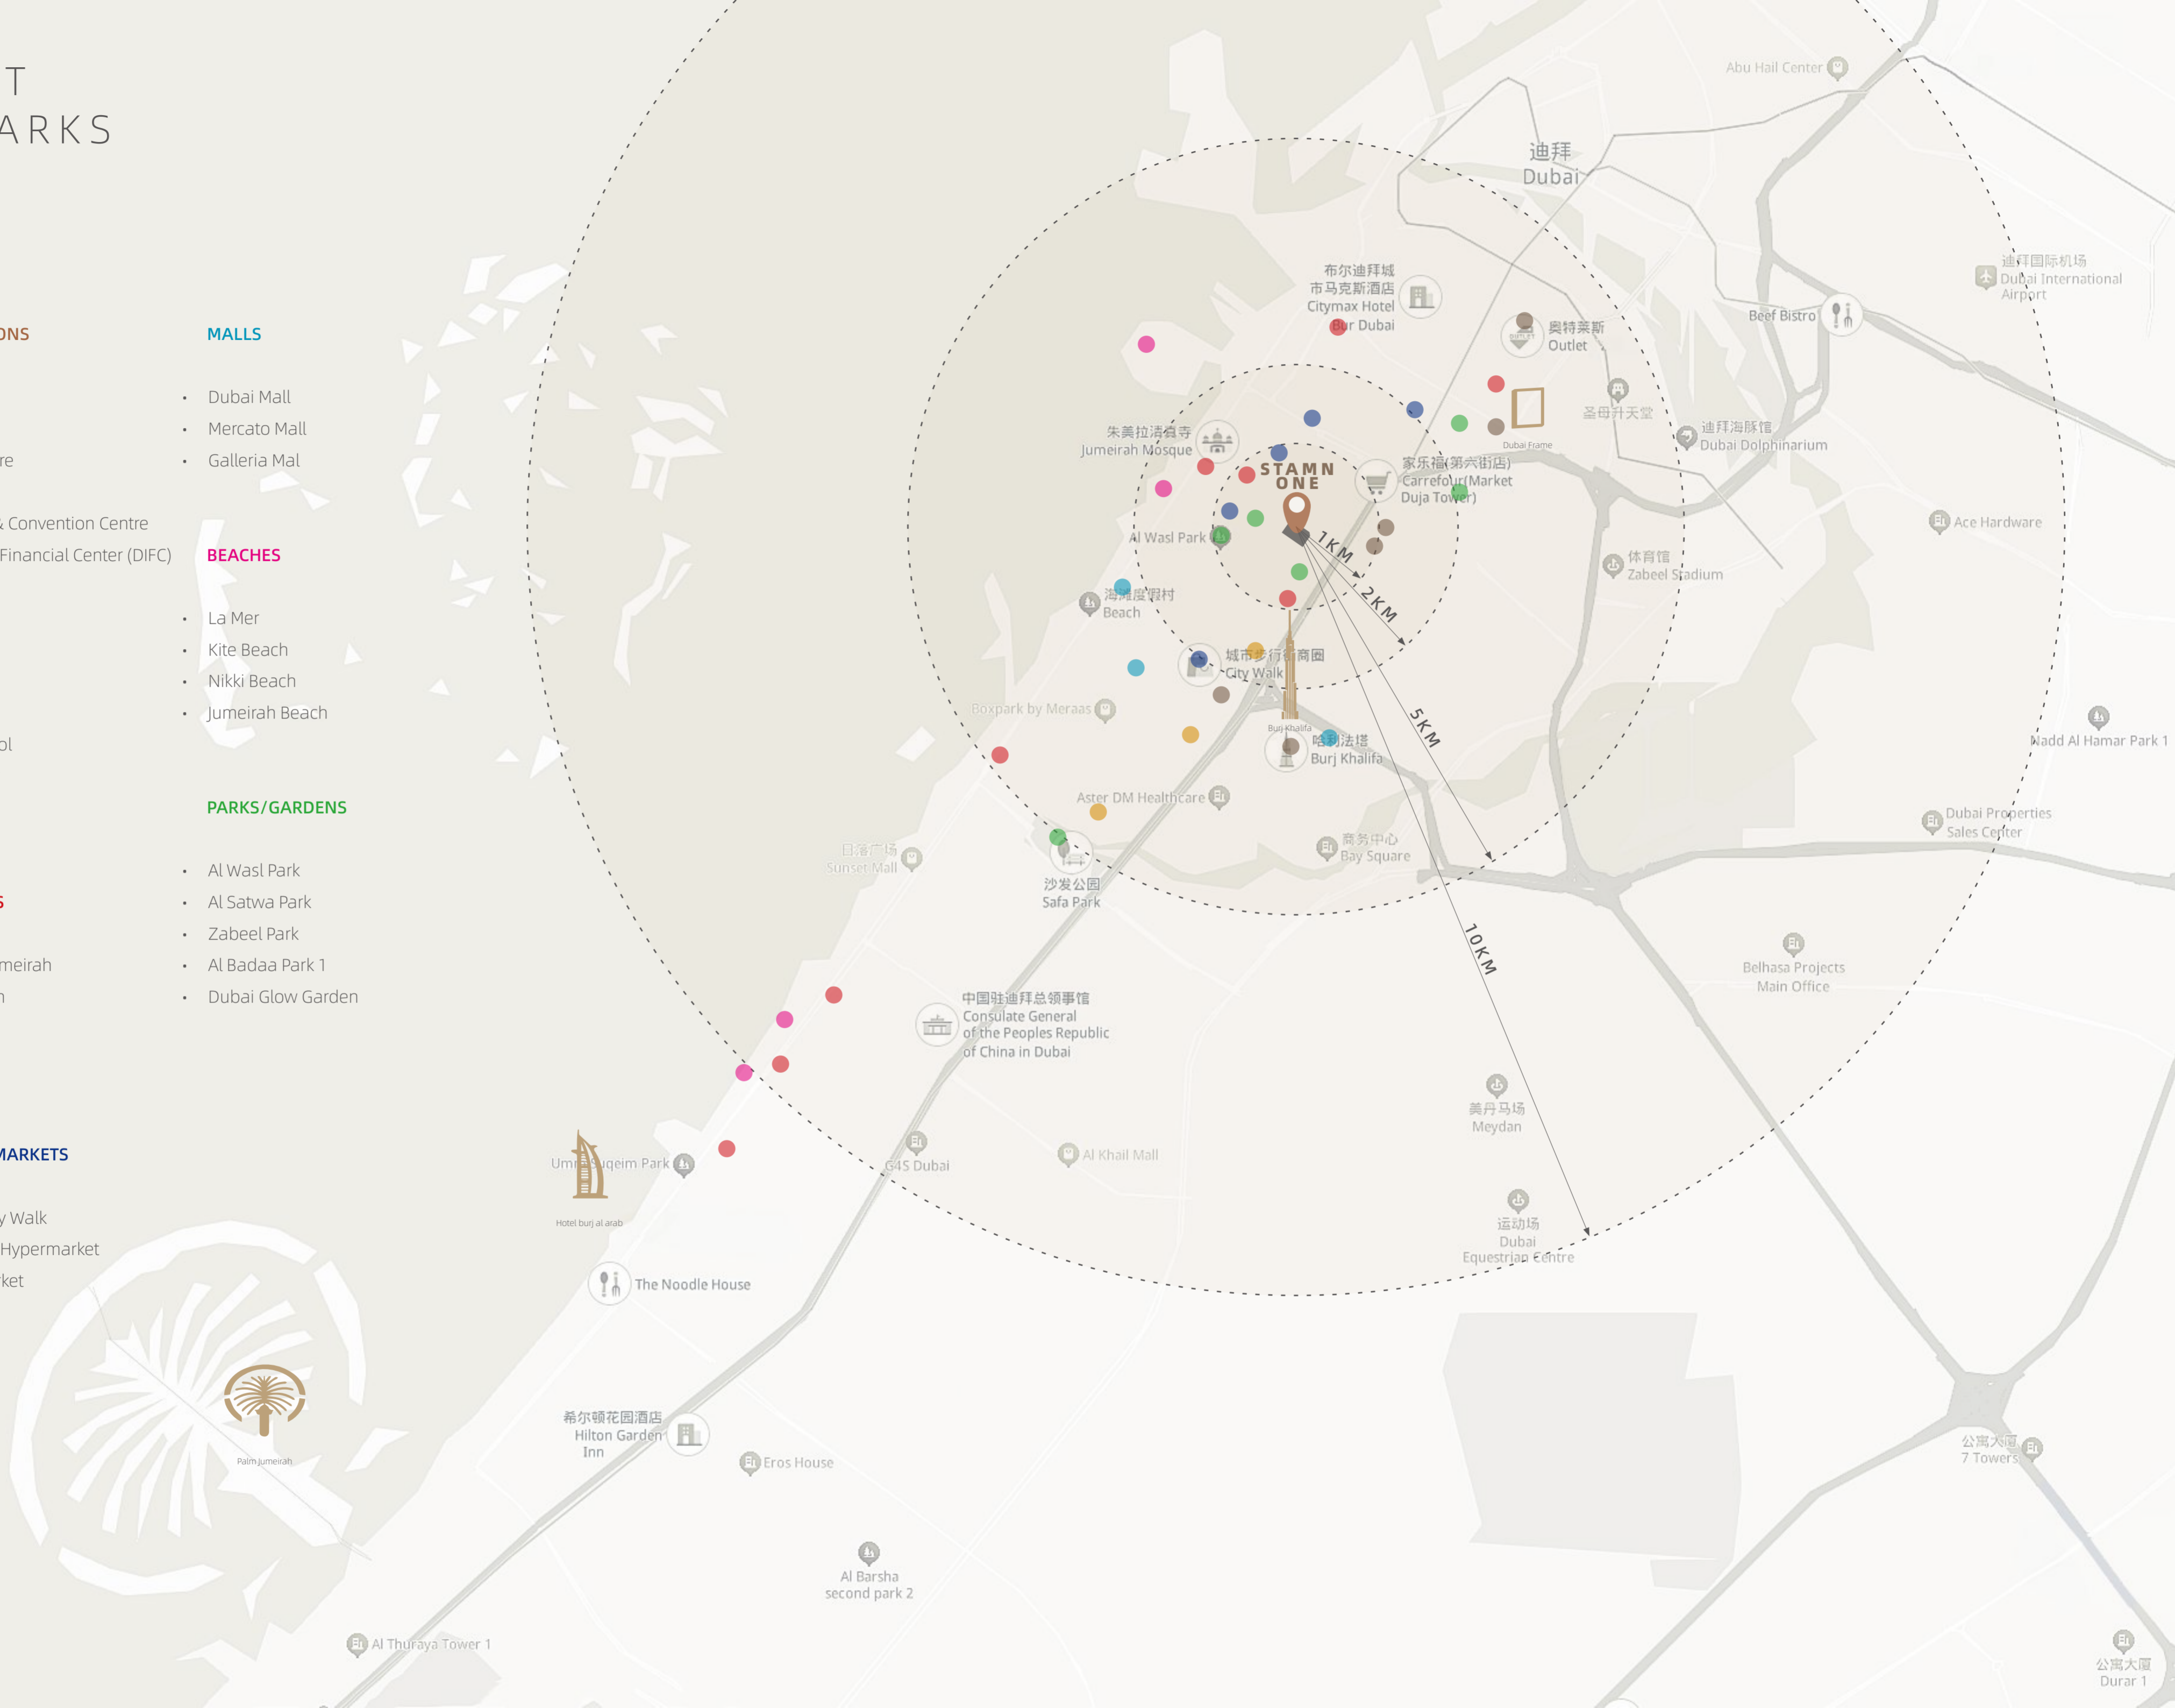 T
ARKS
ONS
re
& Convention Centre
Financial Center (DIFC)
ol
S
meirah
h
MARKETS
y Walk
Hypermarket
ket
MALLS
• Dubai Mall
• Mercato Mall
• Galleria Mal
BEACHES
• La Mer
• Kite Beach
• Nikki Beach
• Jumeirah Beach
PARKS/GARDENS
• Al Wasl Park
• Al Satwa Park
• Zabeel Park
• Al Badaa Park 1
• Dubai Glow Garden
Abu Hail Center
迪拜
Dubai
迪拜国际机场
Dubai International
Airport
Beef Bistro
布尔迪拜城
市马克斯酒店
Citymax Hotel
Bur Dubai
OUTLET
奥特莱斯
Outlet
圣母升天堂
Dubai Frame
迪拜海豚馆
Dubai Dolphinarium
朱美拉清真寺
Jumeirah Mosque
STAMN
ONE
家乐福(第六街店)
Carrefour(Market
Duja Tower)
Al Wasl Park
1KM
2KM
5KM
10KM
Ace Hardware
体育馆
Zabeel Stadium
海滩度假村
Beach
城市步行街商圈
City Walk
Boxpark by Meraas
Burj Khalifa
哈利法塔
Burj Khalifa
Nadd Al Hamar Park 1
Aster DM Healthcare
商务中心
Bay Square
Dubai Properties
Sales Center
日落广场
Sunset Mall
沙发公园
Safa Park
Belhasa Projects
Main Office
中国驻迪拜总领事馆
Consulate General
of the Peoples Republic
of China in Dubai
美丹马场
Meydan
Umm Suqeim Park
G4S Dubai
Al Khail Mall
Hotel burj al arab
运动场
Dubai
Equestrian Centre
The Noodle House
Palm Jumeirah
希尔顿花园酒店
Hilton Garden
Inn
Eros House
公寓大厦
7 Towers
Al Barsha
second park 2
Al Thuraya Tower 1
公寓大厦
Durar 1